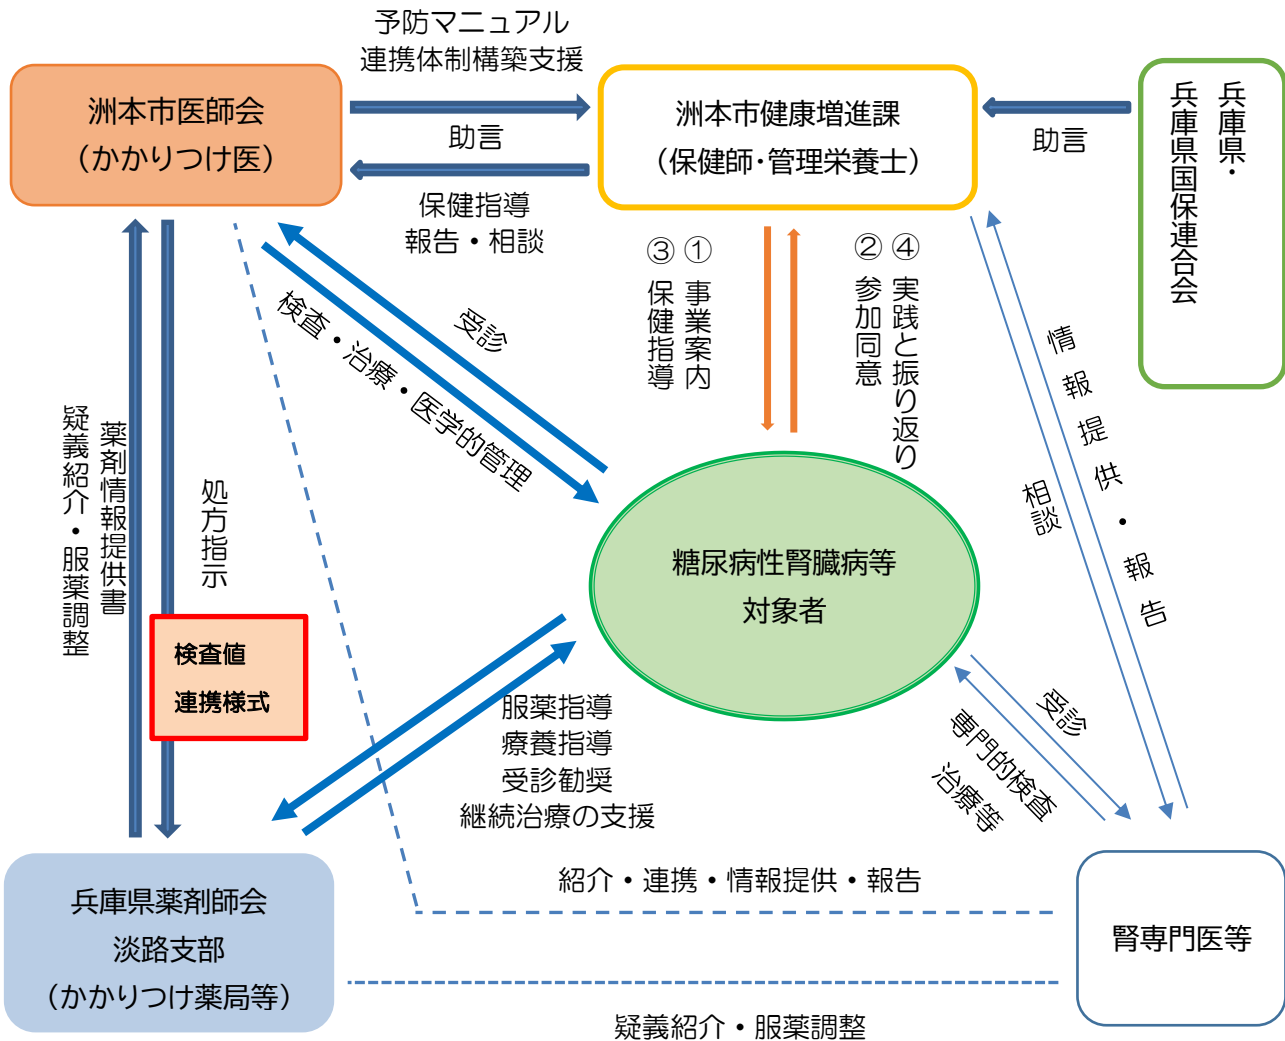 予防マニュアル
連携体制構築支援
洲本市医師会
（かかりつけ医）
助言
保健指導
報告・相談
洲本市健康増進課
（保健師・管理栄養士）
助言
兵庫県・
兵庫県国保連合会
受診
検査・治療・医学的管理
① 事業案内
③ 保健指導
④ 実践と振り返り
② 参加同意
情報提供・報告
相談
薬剤情報提供書
疑義紹介・服薬調整
処方指示
検査値
連携様式
糖尿病性腎臓病等
対象者
服薬指導
療養指導
受診勧奨
継続治療の支援
受診
専門的検査
治療等
兵庫県薬剤師会
淡路支部
（かかりつけ薬局等）
紹介・連携・情報提供・報告
腎専門医等
疑義紹介・服薬調整